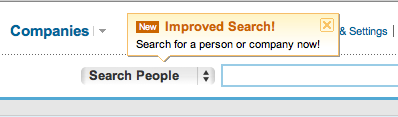 New Improved Search!
Companies
& Settings
Search for a person or company now!
Search People